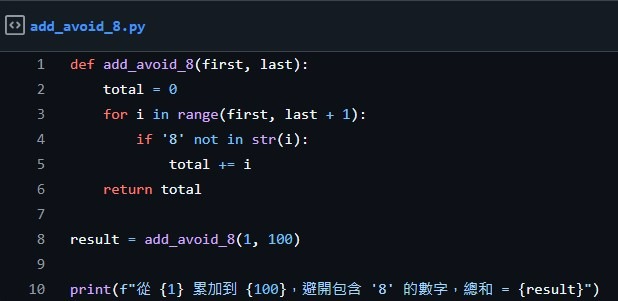 add_avoid_8.py
1 def add_avoid_8(first, last):
2     total = 0
3     for i in range(first, last + 1):
4         if '8' not in str(i):
5             total += i
6     return total
7
8 result = add_avoid_8(1, 100)
9
10 print(f"從 {1} 累加到 {100}，避開包含 '8' 的數字，總和 = {result}")